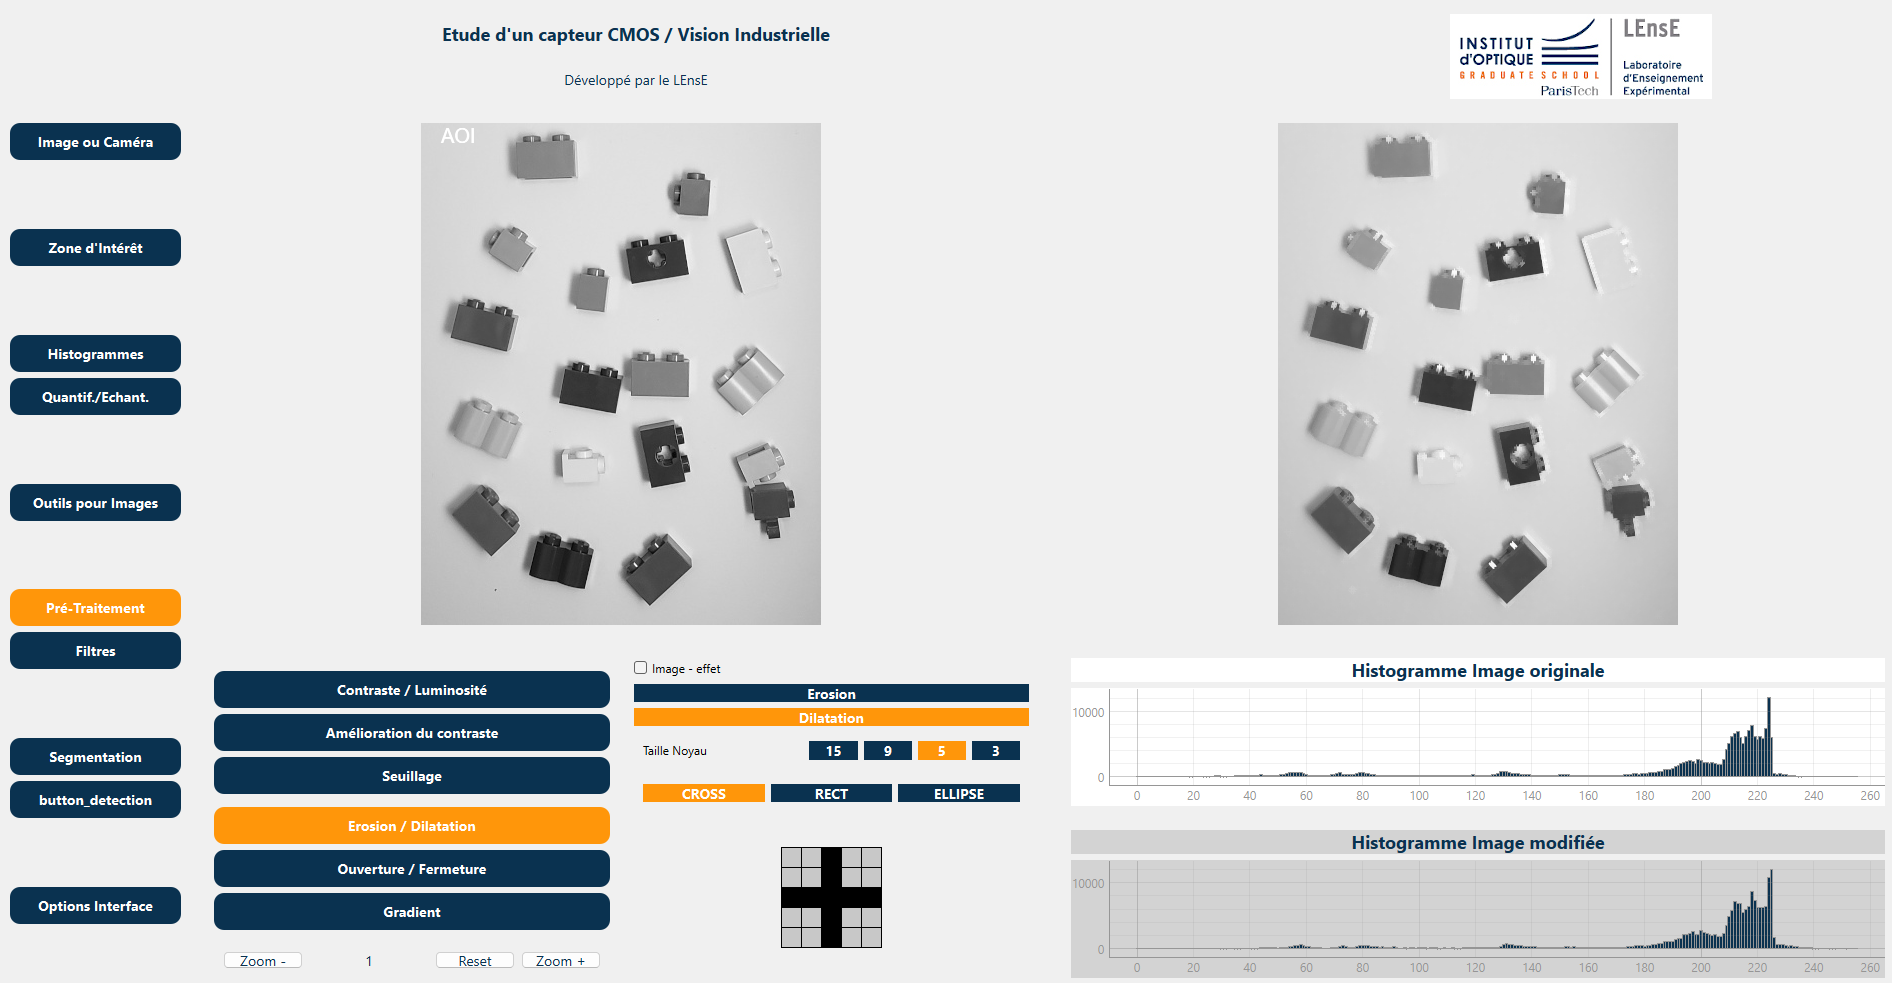 Etude d'un capteur CMOS / Vision Industrielle
Développé par le LEnsE
INSTITUT
d'OPTIQUE
GRADUATE SCHOOL
ParisTech
LEnsE
Laboratoire
d'Enseignement
Expérimental
Image ou Caméra
Zone d'Intérêt
Histogrammes
Quantif./Echant.
Outils pour Images
Pré-Traitement
Filtres
Segmentation
button_detection
Options Interface
AOI
Contraste / Luminosité
Amélioration du contraste
Seuillage
Erosion / Dilatation
Ouverture / Fermeture
Gradient
Zoom -
1
Reset
Zoom +
Image - effet
Erosion
Dilatation
Taille Noyau
15 9 5 3
CROSS RECT ELLIPSE
Histogramme Image originale
10000
0
0 20 40 60 80 100 120 140 160 180 200 220 240 260
Histogramme Image modifiée
10000
0
0 20 40 60 80 100 120 140 160 180 200 220 240 260